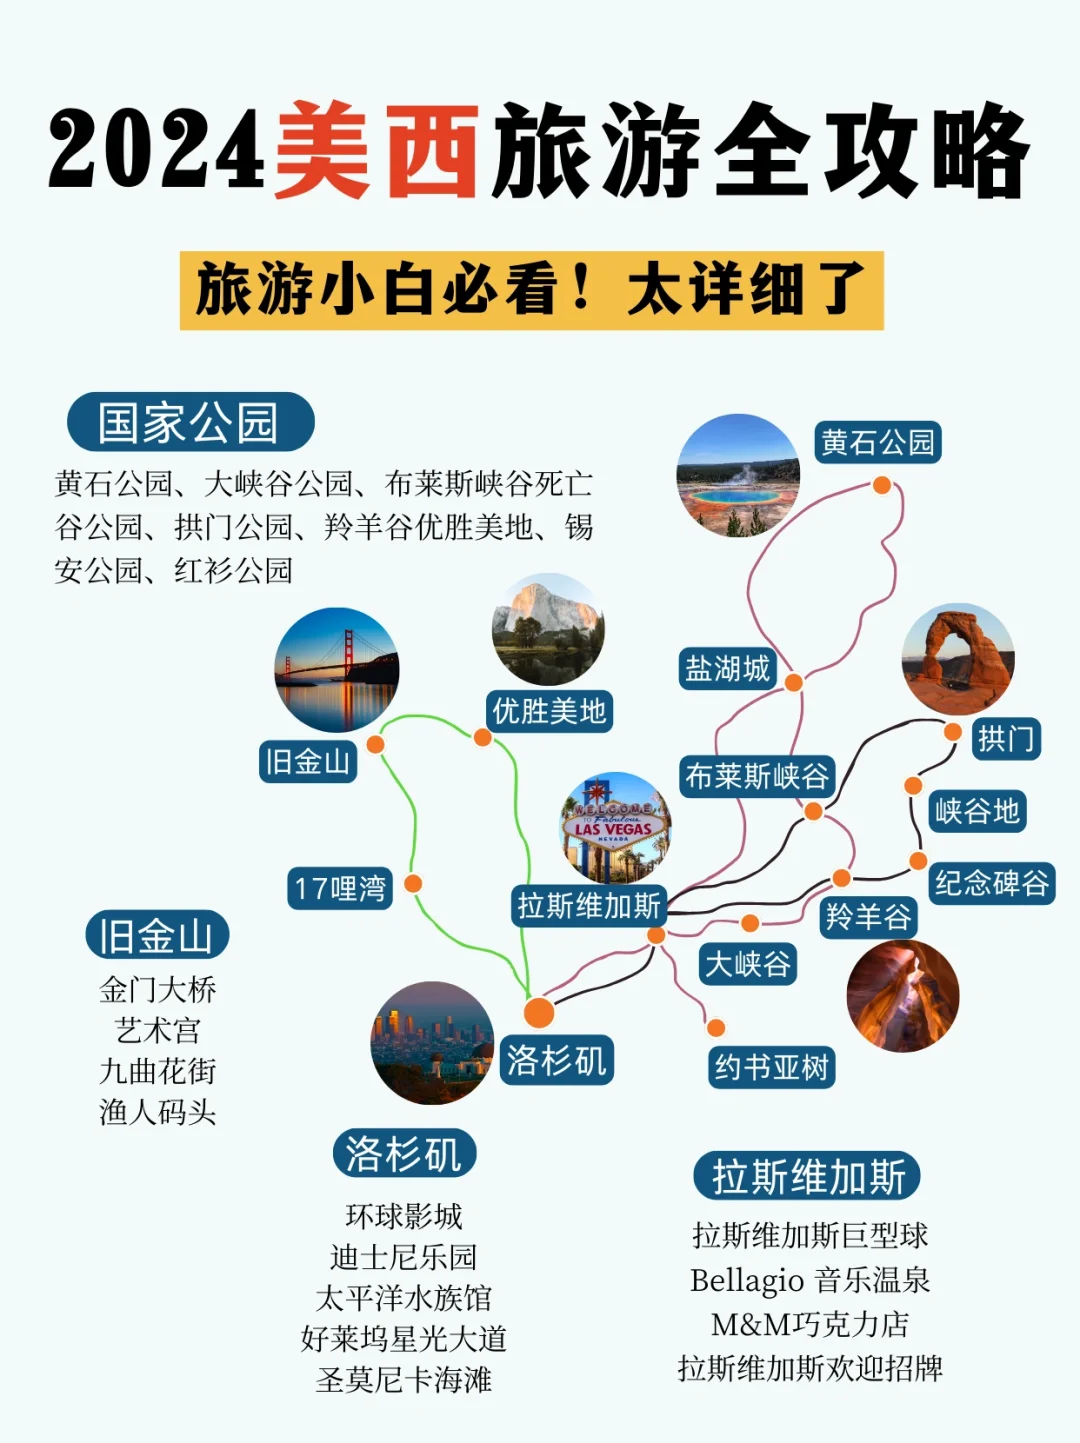 2024美西旅游全攻略
旅游小白必看！太详细了
国家公园
黄石公园、大峡谷公园、布莱斯峡谷死亡
谷公园、拱门公园、羚羊谷优胜美地、锡
安公园、红衫公园
黄石公园
盐湖城
优胜美地
旧金山
拱门
布莱斯峡谷
峡谷地
WELCOME
TO Fabulous
LAS VEGAS
NEVADA
17哩湾
纪念碑谷
拉斯维加斯
羚羊谷
大峡谷
洛杉矶
约书亚树
旧金山
金门大桥
艺术宫
九曲花街
渔人码头
洛杉矶
环球影城
迪士尼乐园
太平洋水族馆
好莱坞星光大道
圣莫尼卡海滩
拉斯维加斯
拉斯维加斯巨型球
Bellagio 音乐温泉
M&M巧克力店
拉斯维加斯欢迎招牌